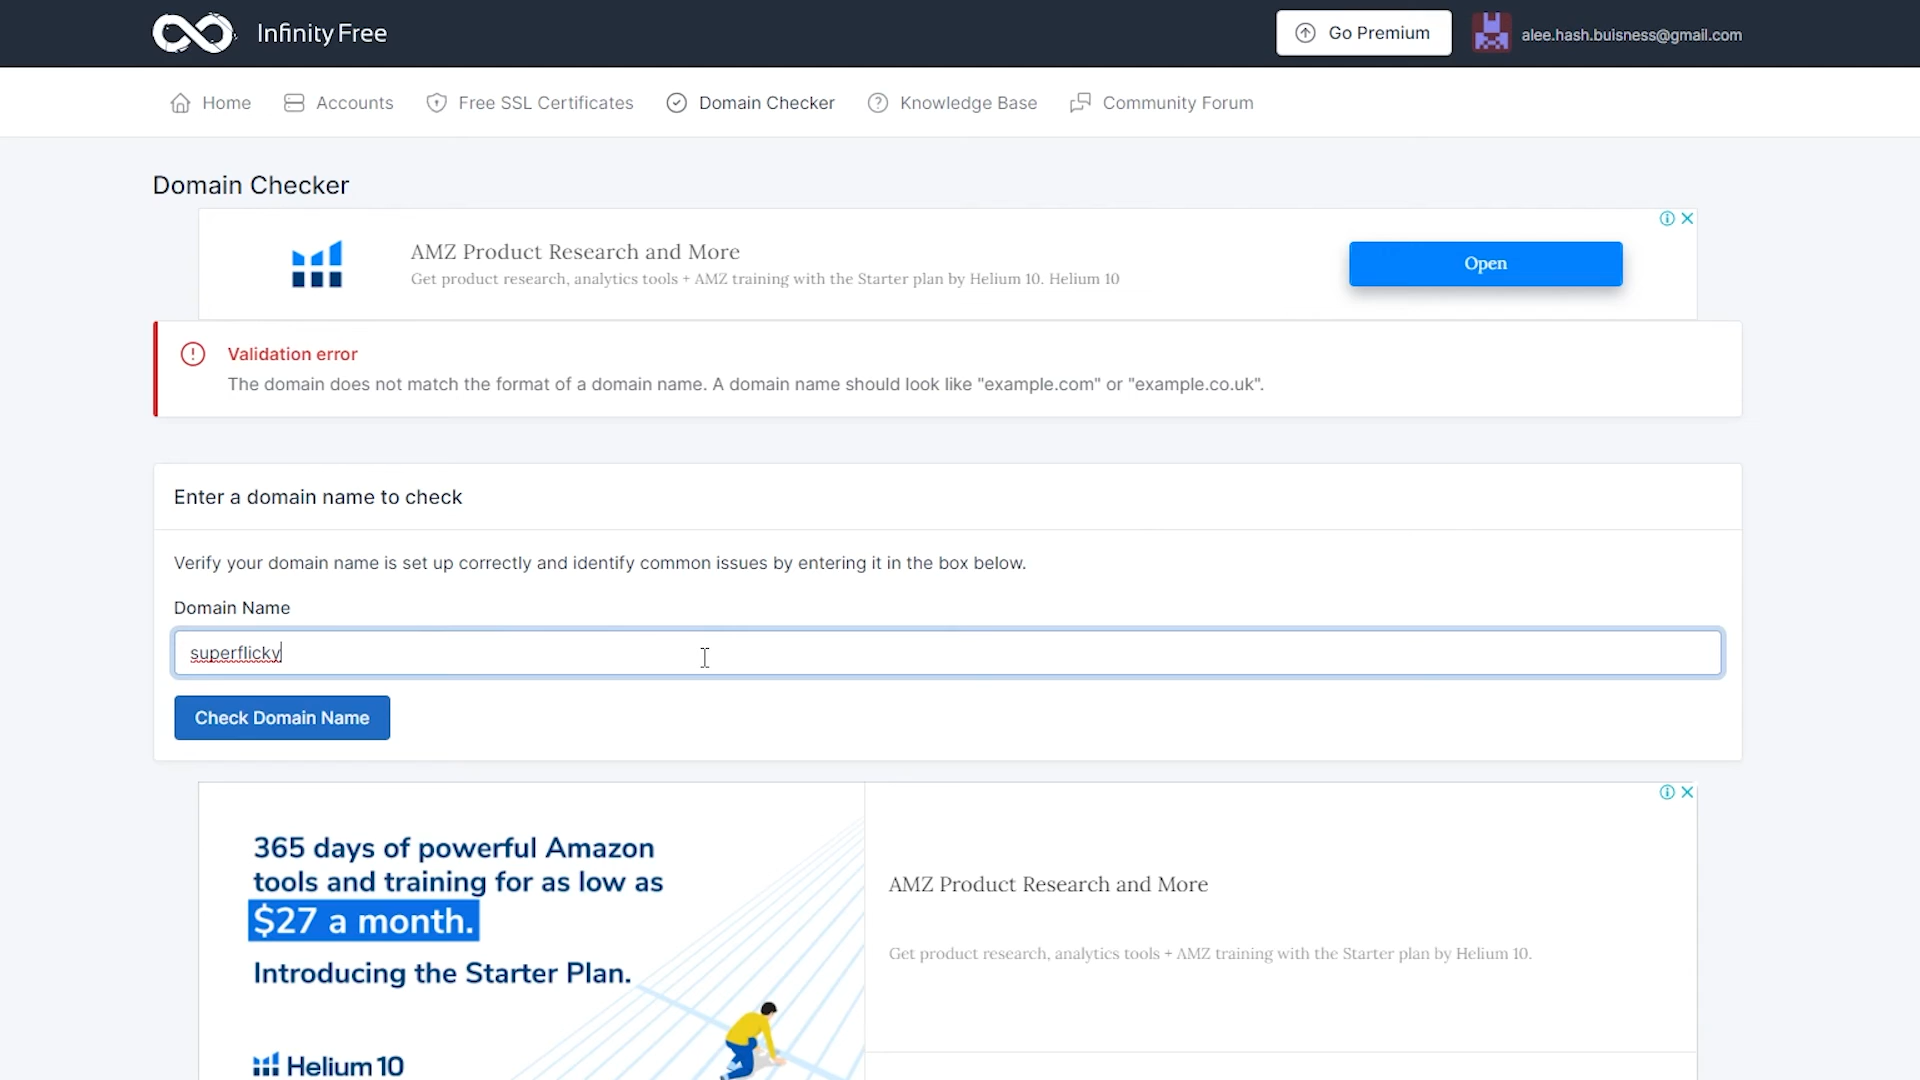 Infinity Free
Go Premium
alee.hash.buisness@gmail.com
Home
Accounts
Free SSL Certificates
Domain Checker
Knowledge Base
Community Forum
Domain Checker
AMZ Product Research and More
Get product research, analytics tools + AMZ training with the Starter plan by Helium 10. Helium 10
Open
Validation error
The domain does not match the format of a domain name. A domain name should look like "example.com" or "example.co.uk".
Enter a domain name to check
Verify your domain name is set up correctly and identify common issues by entering it in the box below.
Domain Name
superflicky
Check Domain Name
365 days of powerful Amazon
tools and training for as low as
$27 a month.
Introducing the Starter Plan.
Helium 10
AMZ Product Research and More
Get product research, analytics tools + AMZ training with the Starter plan by Helium 10.